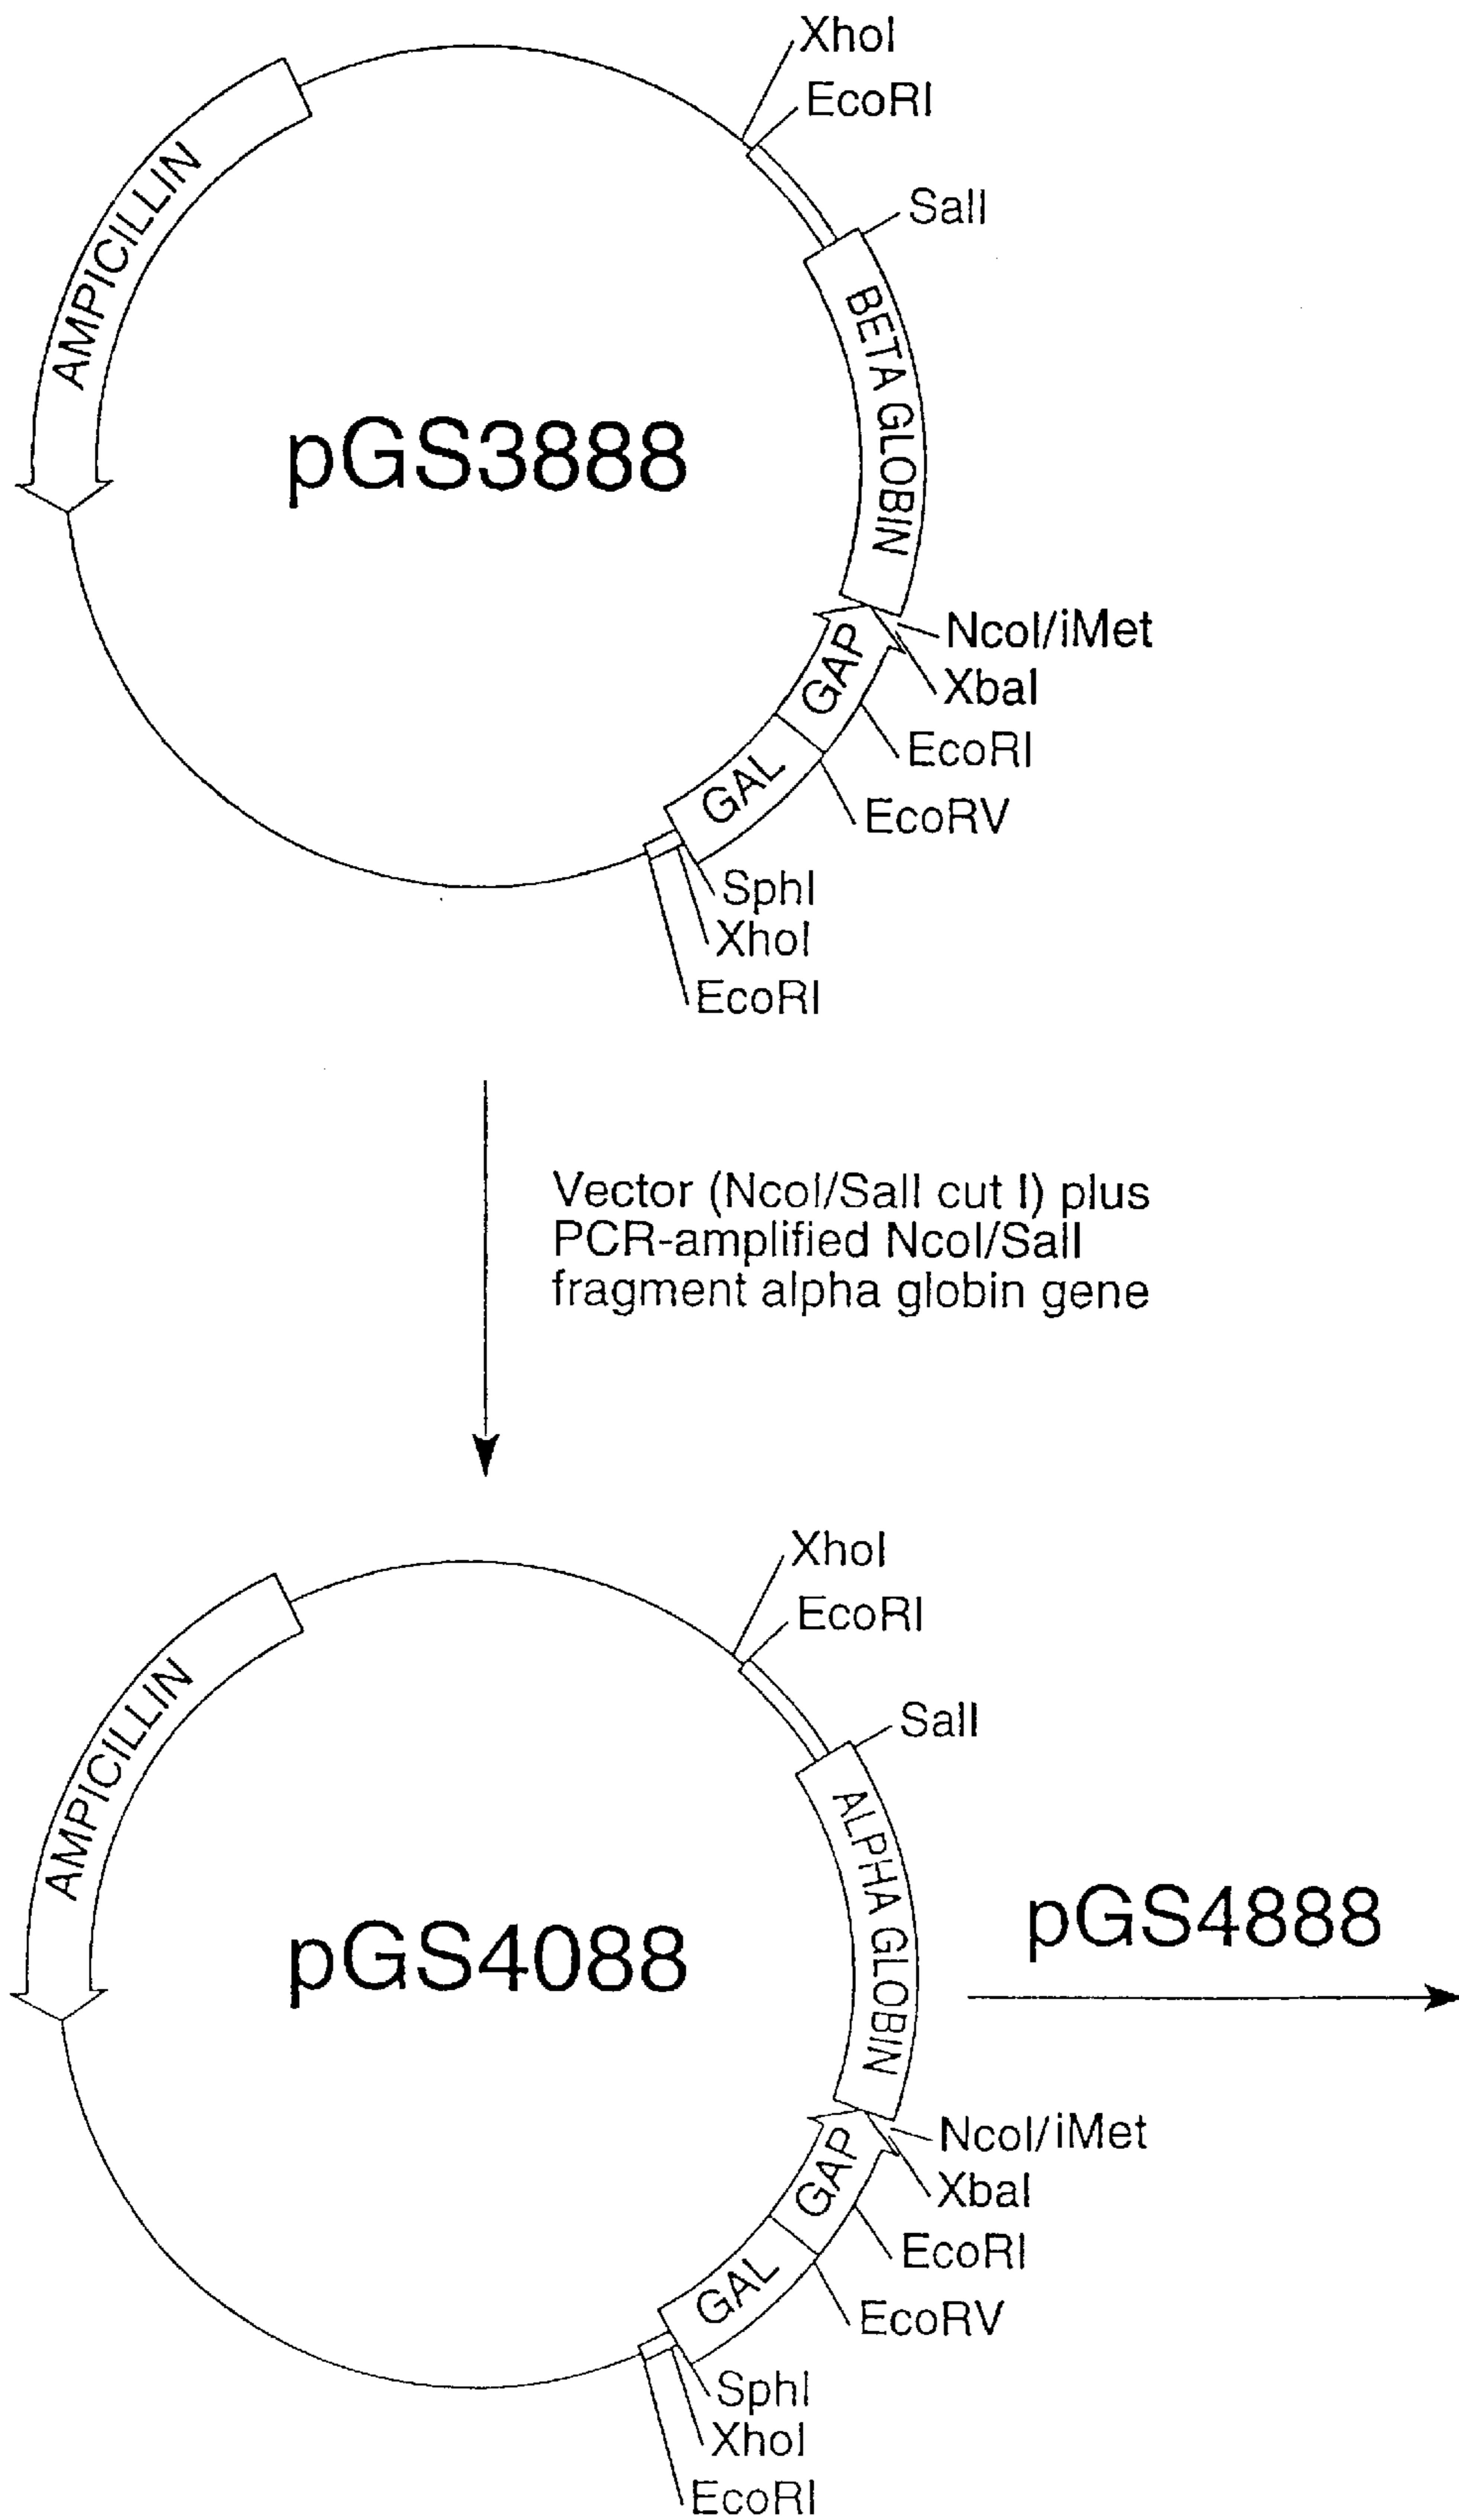 XhoI
EcoRI
SalI
AMPICILLIN
BETA GLOBIN
pGS3888
NcoI/iMet
XbaI
GAP
EcoRI
GAL
EcoRV
SphI
XhoI
EcoRI
Vector (NcoI/SalI cut I) plus
PCR-amplified NcoI/SalI
fragment alpha globin gene
XhoI
EcoRI
SalI
AMPICILLIN
ALPHA GLOBIN
pGS4088
pGS4888
NcoI/iMet
XbaI
GAP
EcoRI
GAL
EcoRV
SphI
XhoI
EcoRI